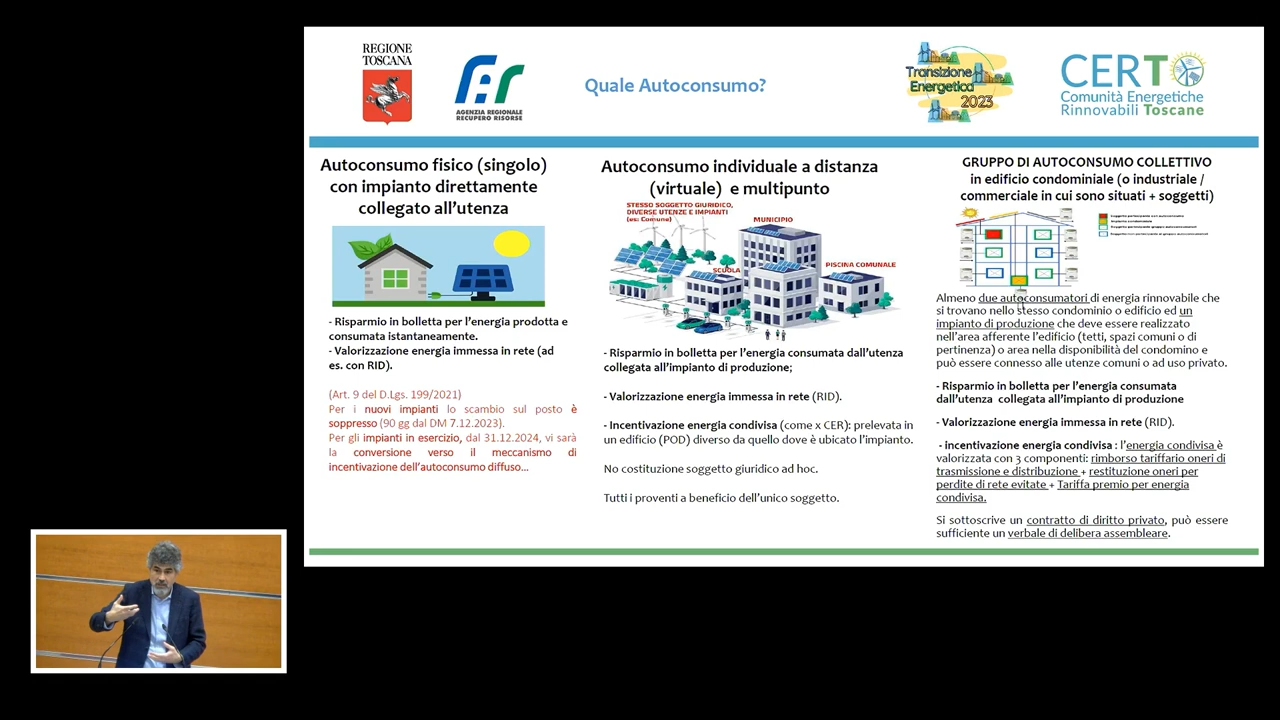 REGIONE
TOSCANA
AGENZIA REGIONALE
RECUPERO RISORSE
Quale Autoconsumo?
Transizione
Energetica
2023
CERT
Comunità Energetiche
Rinnovabili Toscane
Autoconsumo fisico (singolo)
con impianto direttamente
collegato all'utenza
- Risparmio in bolletta per l'energia prodotta e
consumata istantaneamente.
- Valorizzazione energia immessa in rete (ad
es. con RID).
(Art. 9 del D.Lgs. 199/2021)
Per i nuovi impianti lo scambio sul posto è
soppresso (90 gg dal DM 7.12.2023).
Per gli impianti in esercizio, dal 31.12.2024, vi sarà
la conversione verso il meccanismo di
incentivazione dell'autoconsumo diffuso...
Autoconsumo individuale a distanza
(virtuale) e multipunto
STESSO SOGGETTO GIURIDICO,
DIVERSE UTENZE E IMPIANTI
(es: Comune)
MUNICIPIO
SCUOLA
PISCINA COMUNALE
- Risparmio in bolletta per l'energia consumata dall'utenza
collegata all'impianto di produzione;
- Valorizzazione energia immessa in rete (RID).
- Incentivazione energia condivisa (come x CER): prelevata in
un edificio (POD) diverso da quello dove è ubicato l'impianto.
No costituzione soggetto giuridico ad hoc.
Tutti i proventi a beneficio dell'unico soggetto.
GRUPPO DI AUTOCONSUMO COLLETTIVO
in edificio condominiale (o industriale /
commerciale in cui sono situati + soggetti)
Almeno due autoconsumatori di energia rinnovabile che
si trovano nello stesso condominio o edificio ed un
impianto di produzione che deve essere realizzato
nell'area afferente l'edificio (tetti, spazi comuni o di
pertinenza) o area nella disponibilità del condomino e
può essere connesso alle utenze comuni o ad uso privato.
- Risparmio in bolletta per l'energia consumata
dall'utenza collegata all'impianto di produzione
- Valorizzazione energia immessa in rete (RID).
- incentivazione energia condivisa : l'energia condivisa è
valorizzata con 3 componenti: rimborso tariffario oneri di
trasmissione e distribuzione + restituzione oneri per
perdite di rete evitate + Tariffa premio per energia
condivisa.
Si sottoscrive un contratto di diritto privato, può essere
sufficiente un verbale di delibera assembleare.